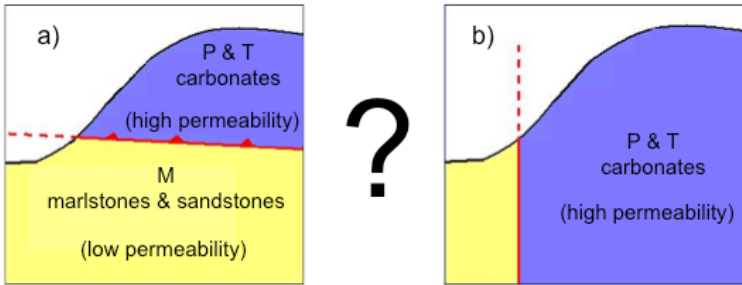 a)
P & T
carbonates
(high permeability)
M
marlstones & sandstones
(low permeability)
?
b)
P & T
carbonates
(high permeability)